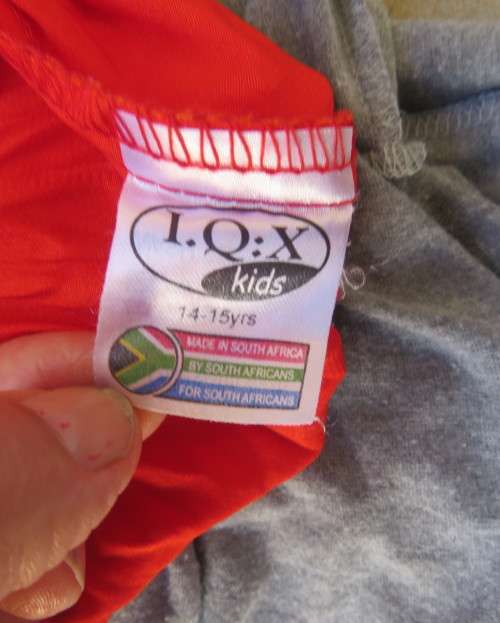 I.Q:X
kids
14-15yrs
MADE IN SOUTH AFRICA
BY SOUTH AFRICANS
FOR SOUTH AFRICANS